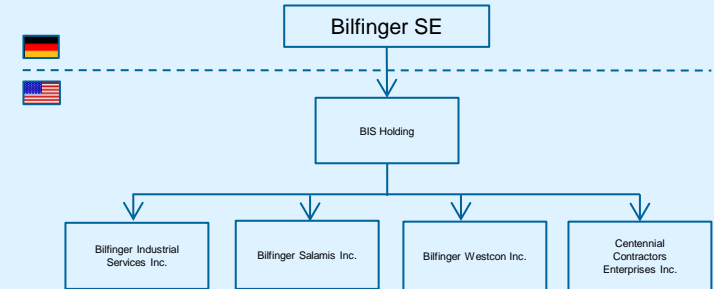 Bilfinger SE
BIS Holding
Bilfinger Industrial
Services Inc.
Bilfinger Salamis Inc.
Bilfinger Westcon Inc.
Centennial
Contractors
Enterprises Inc.